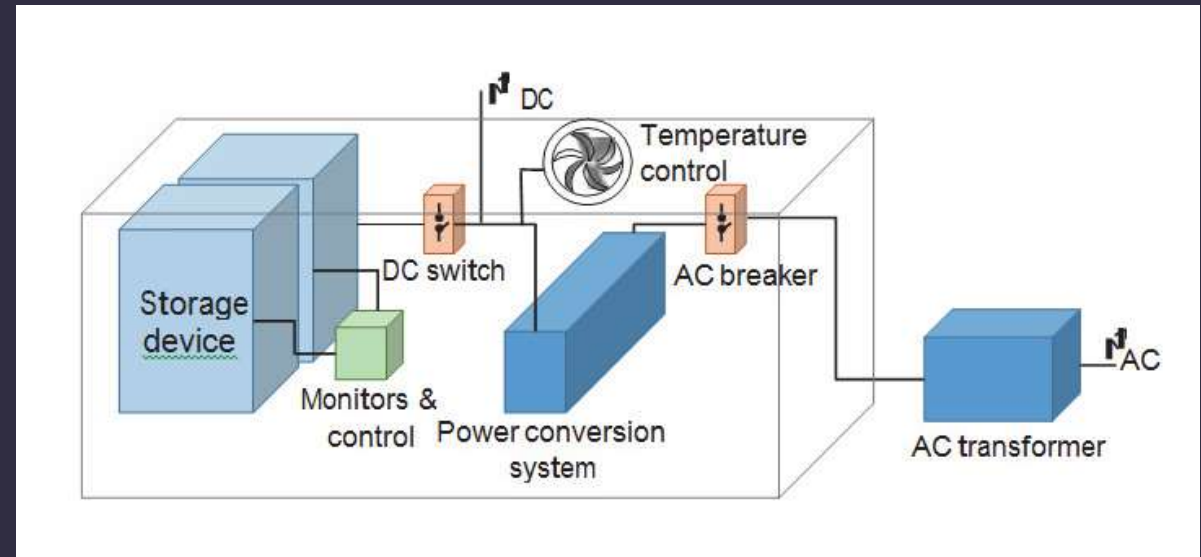 DC
Temperature
control
DC switch
AC breaker
Storage
device
Monitors &
control
Power conversion
system
AC
AC transformer